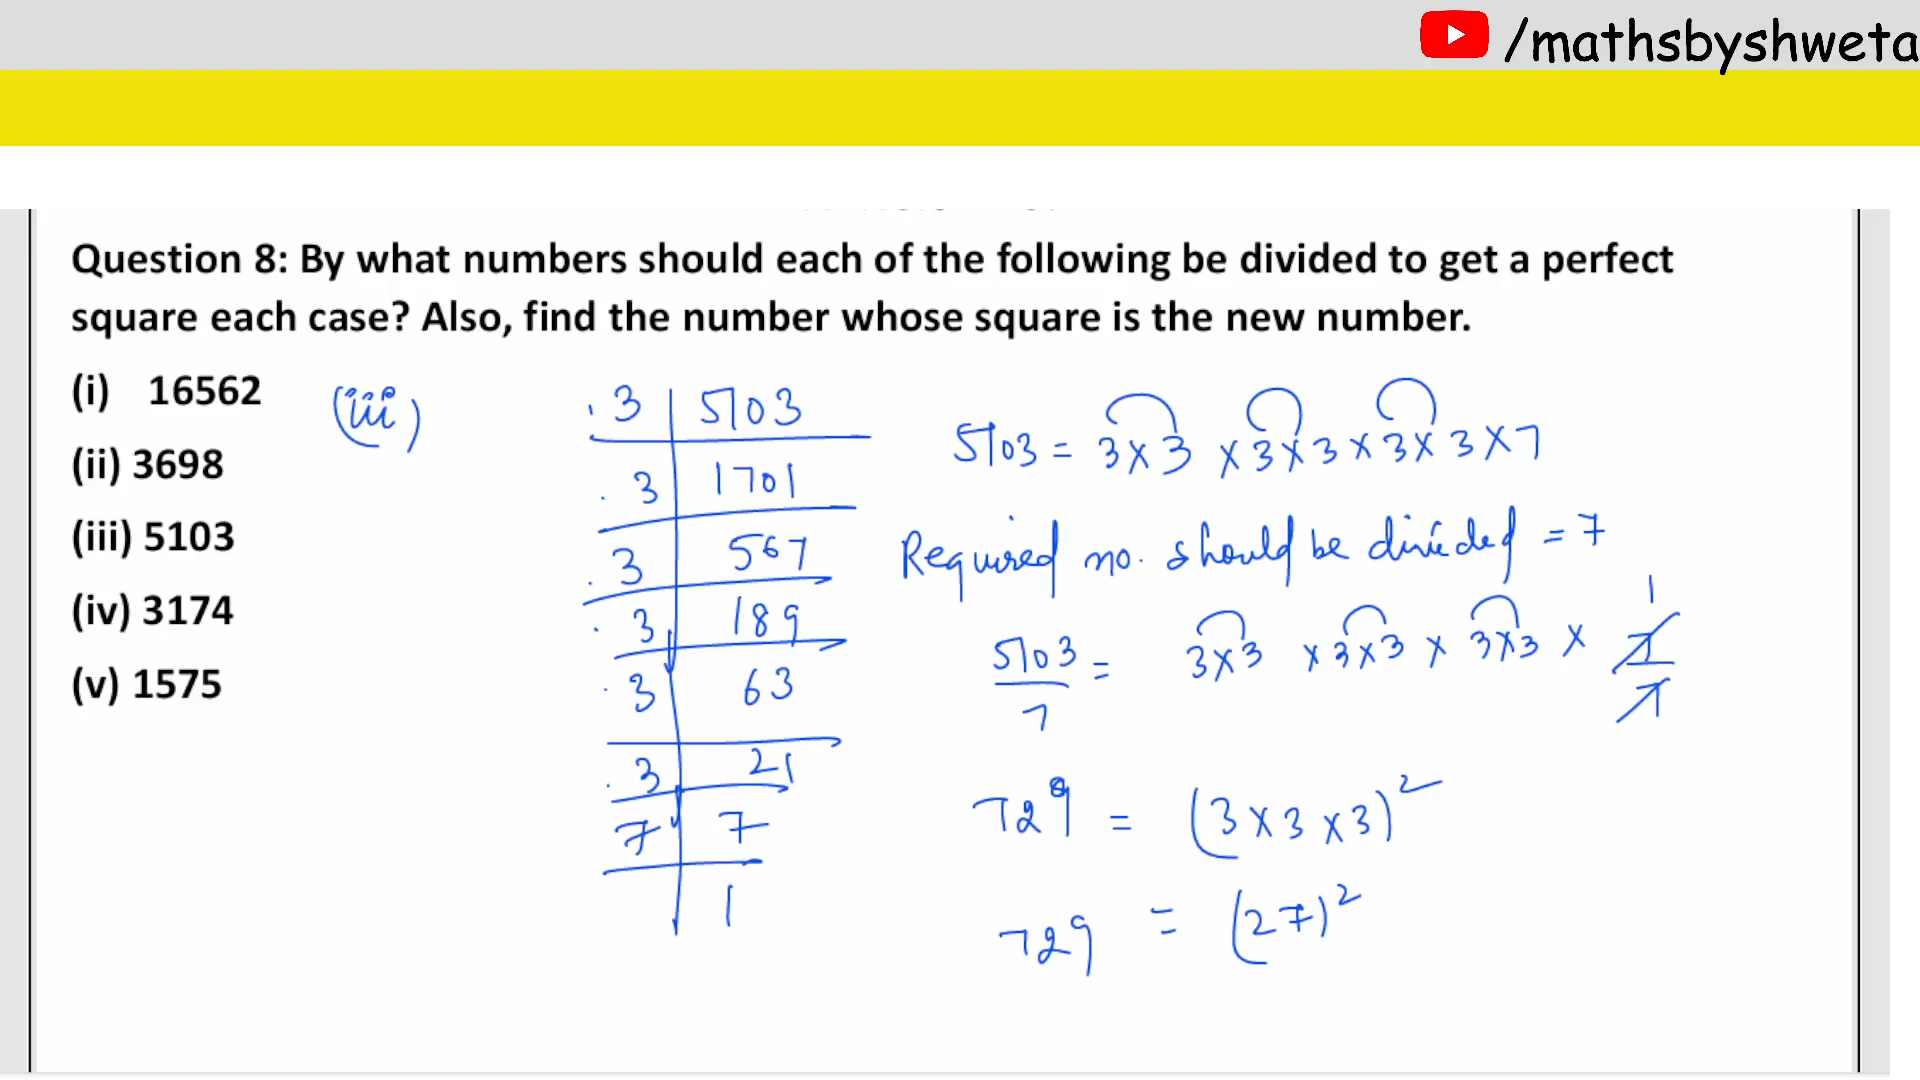 /mathsbyshweta
Question 8: By what numbers should each of the following be divided to get a perfect
square each case? Also, find the number whose square is the new number.
(i) 16562
(ii) 3698
(iii) 5103
(iv) 3174
(v) 1575
(iii)
3 | 5103
3 | 1701
3 | 567
3 | 189
3 | 63
3 | 21
7 | 7
1
5103 = 3 x 3 x 3 x 3 x 3 x 3 x 7
Required no. should be divided = 7
5103/7 = 3x3 x 3x3 x 3x3 x 7/7 1
729 = (3 x 3 x 3)²
729 = (27)²